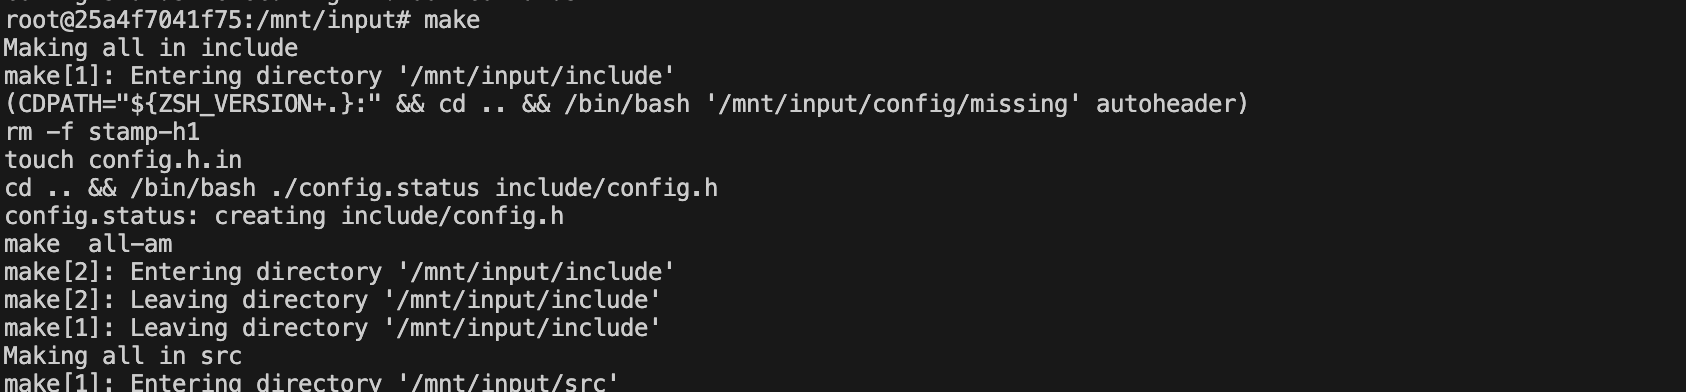 root@25a4f7041f75:/mnt/input# make
Making all in include
make[1]: Entering directory '/mnt/input/include'
(CDPATH="${ZSH_VERSION+.}:" && cd .. && /bin/bash '/mnt/input/config/missing' autoheader)
rm -f stamp-h1
touch config.h.in
cd .. && /bin/bash ./config.status include/config.h
config.status: creating include/config.h
make  all-am
make[2]: Entering directory '/mnt/input/include'
make[2]: Leaving directory '/mnt/input/include'
make[1]: Leaving directory '/mnt/input/include'
Making all in src
make[1]: Entering directory '/mnt/input/src'